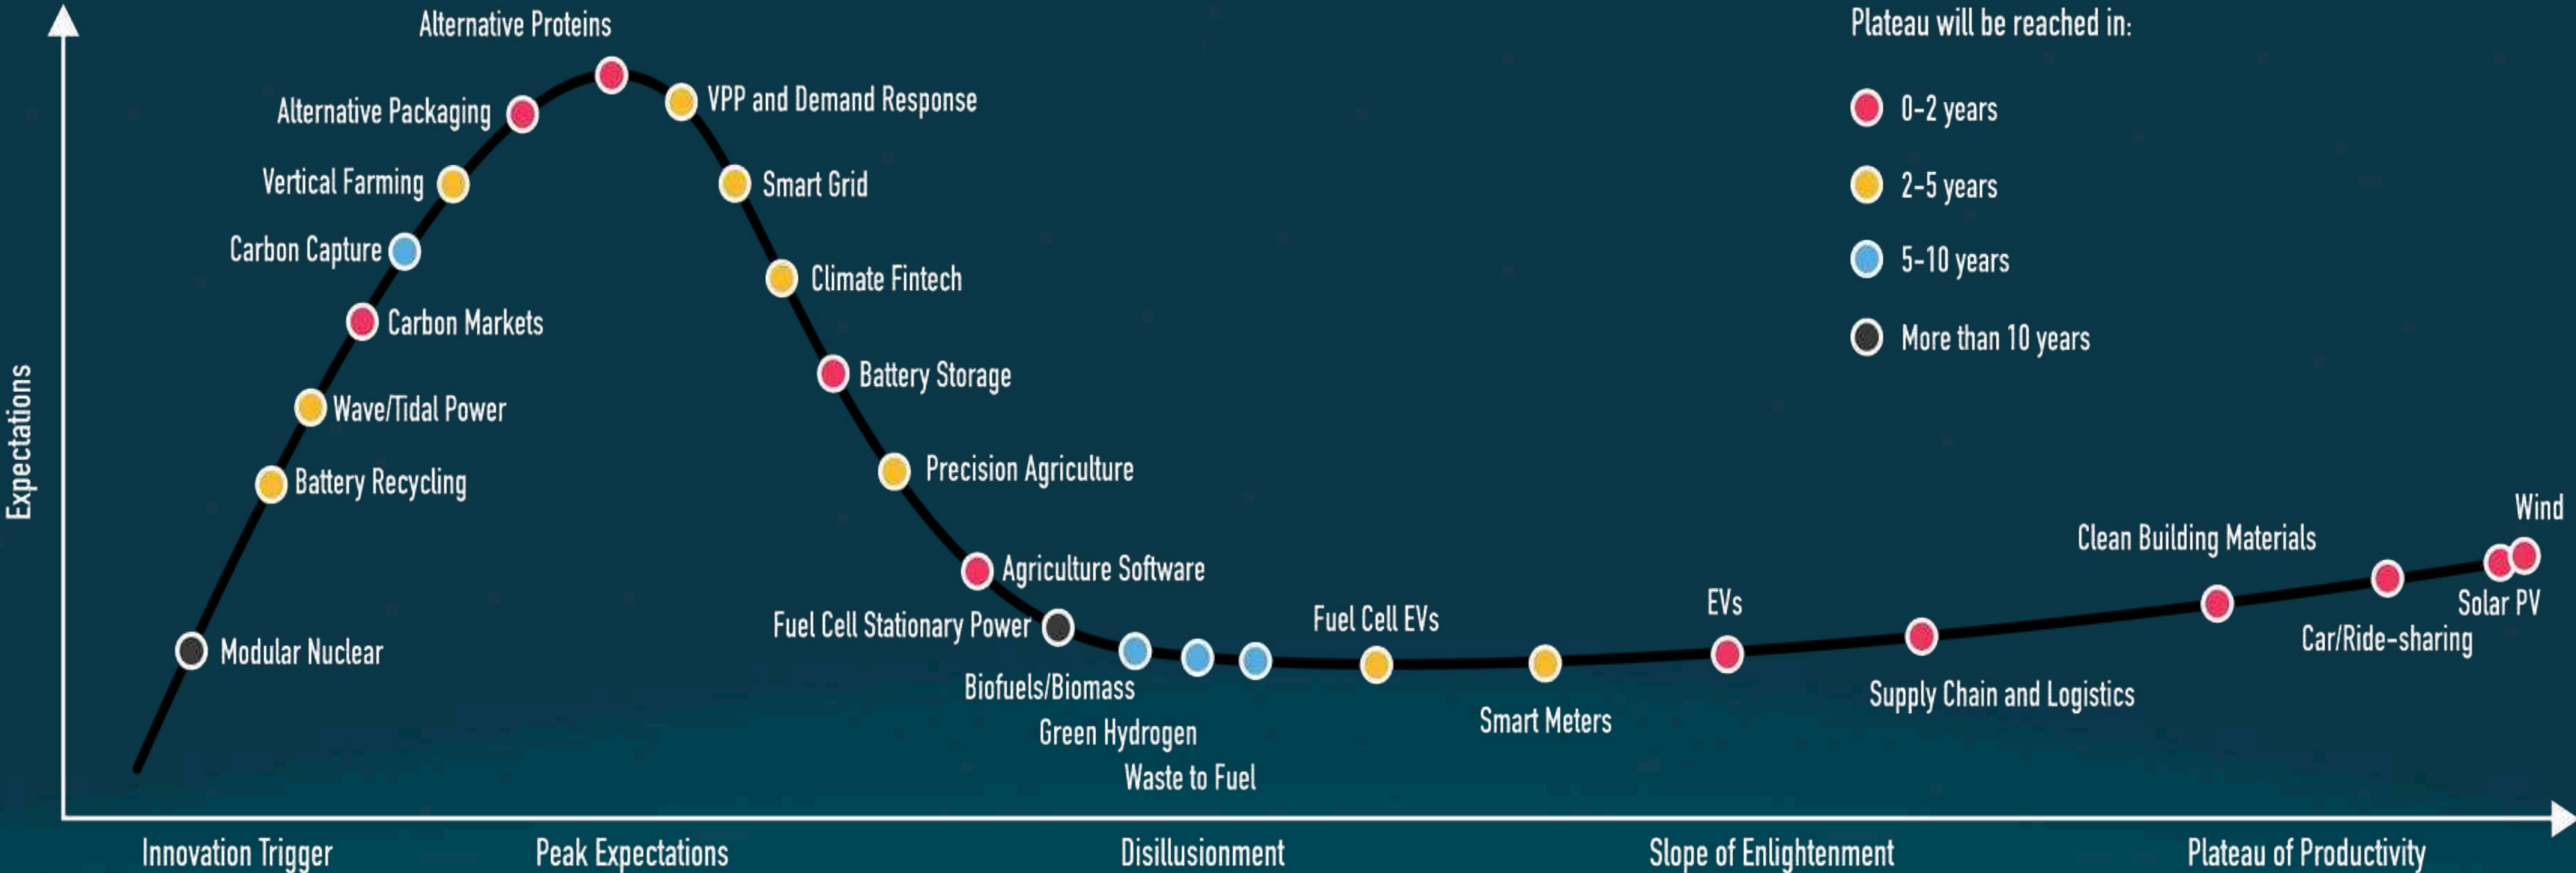 Alternative Proteins
Plateau will be reached in:
Alternative Packaging
VPP and Demand Response
0-2 years
Vertical Farming
Smart Grid
2-5 years
Carbon Capture
Climate Fintech
5-10 years
Carbon Markets
More than 10 years
Battery Storage
Wave/Tidal Power
Expectations
Precision Agriculture
Battery Recycling
Wind
Clean Building Materials
Agriculture Software
EVs
Solar PV
Fuel Cell EVs
Fuel Cell Stationary Power
Car/Ride-sharing
Modular Nuclear
Biofuels/Biomass
Supply Chain and Logistics
Smart Meters
Green Hydrogen
Waste to Fuel
Innovation Trigger
Peak Expectations
Disillusionment
Slope of Enlightenment
Plateau of Productivity